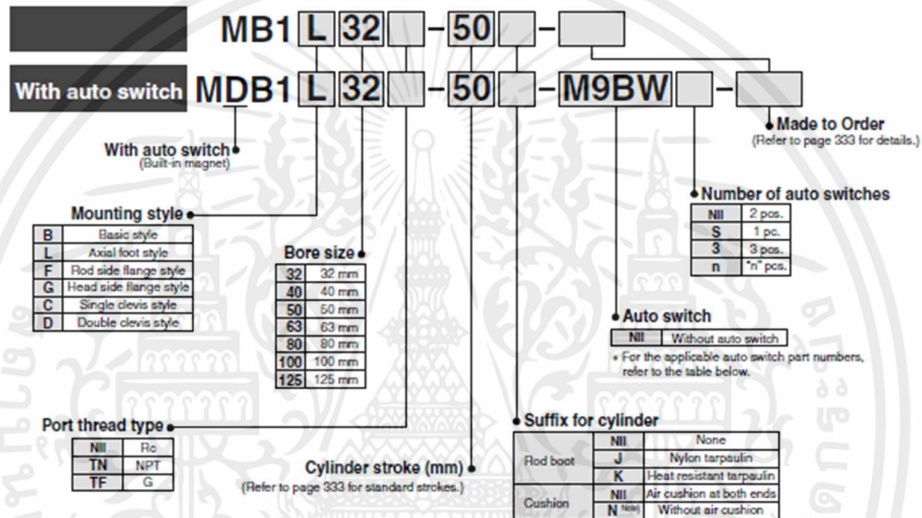 MB1 L 32 - 50 -
With auto switch MDB1 L 32 - 50 - M9BW -
With auto switch
(Built-in magnet)
Made to Order
(Refer to page 333 for details.)
Number of auto switches
Nil 2 pcs.
S 1 pc.
3 3 pcs.
n "n" pcs.
Mounting style
B Basic style
L Axial foot style
F Rod side flange style
G Head side flange style
C Single clevis style
D Double clevis style
Bore size
32 32 mm
40 40 mm
50 50 mm
63 63 mm
80 80 mm
100 100 mm
125 125 mm
Auto switch
Nil Without auto switch
* For the applicable auto switch part numbers,
refer to the table below.
Port thread type
Nil Rc
TN NPT
TF G
Cylinder stroke (mm)
(Refer to page 333 for standard strokes.)
Suffix for cylinder
Rod boot
Nil None
J Nylon tarpaulin
K Heat resistant tarpaulin
Cushion
Nil Air cushion at both ends
N Note) Without air cushion